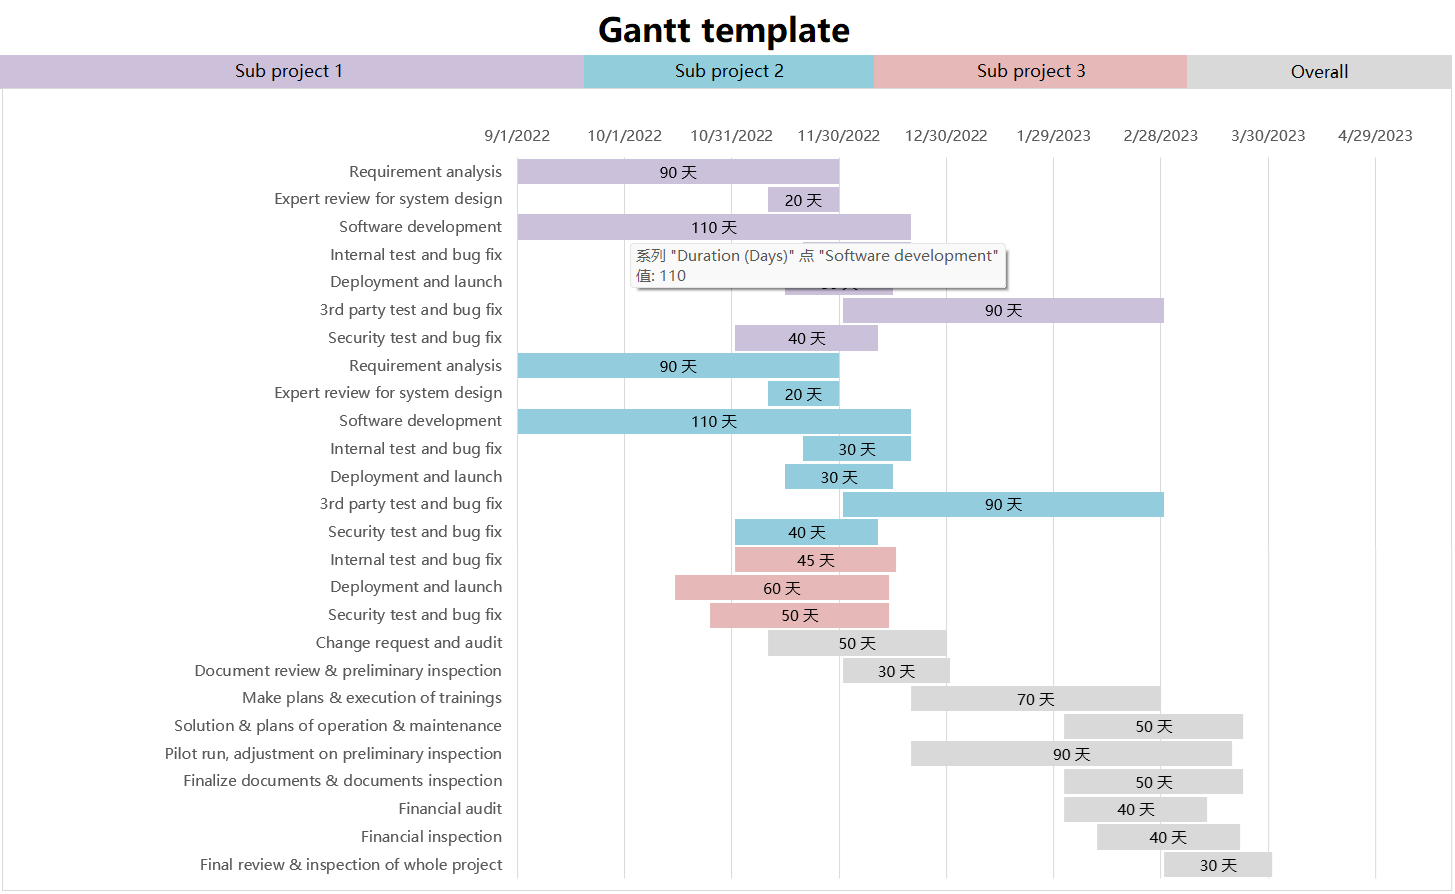 Gantt template
Sub project 1 Sub project 2 Sub project 3 Overall
9/1/2022 10/1/2022 10/31/2022 11/30/2022 12/30/2022 1/29/2023 2/28/2023 3/30/2023 4/29/2023
Requirement analysis 90 天
Expert review for system design 20 天
Software development 110 天
Internal test and bug fix
系列 "Duration (Days)" 点 "Software development"
值: 110
Deployment and launch
3rd party test and bug fix 90 天
Security test and bug fix 40 天
Requirement analysis 90 天
Expert review for system design 20 天
Software development 110 天
Internal test and bug fix 30 天
Deployment and launch 30 天
3rd party test and bug fix 90 天
Security test and bug fix 40 天
Internal test and bug fix 45 天
Deployment and launch 60 天
Security test and bug fix 50 天
Change request and audit 50 天
Document review & preliminary inspection 30 天
Make plans & execution of trainings 70 天
Solution & plans of operation & maintenance 50 天
Pilot run, adjustment on preliminary inspection 90 天
Finalize documents & documents inspection 50 天
Financial audit 40 天
Financial inspection 40 天
Final review & inspection of whole project 30 天